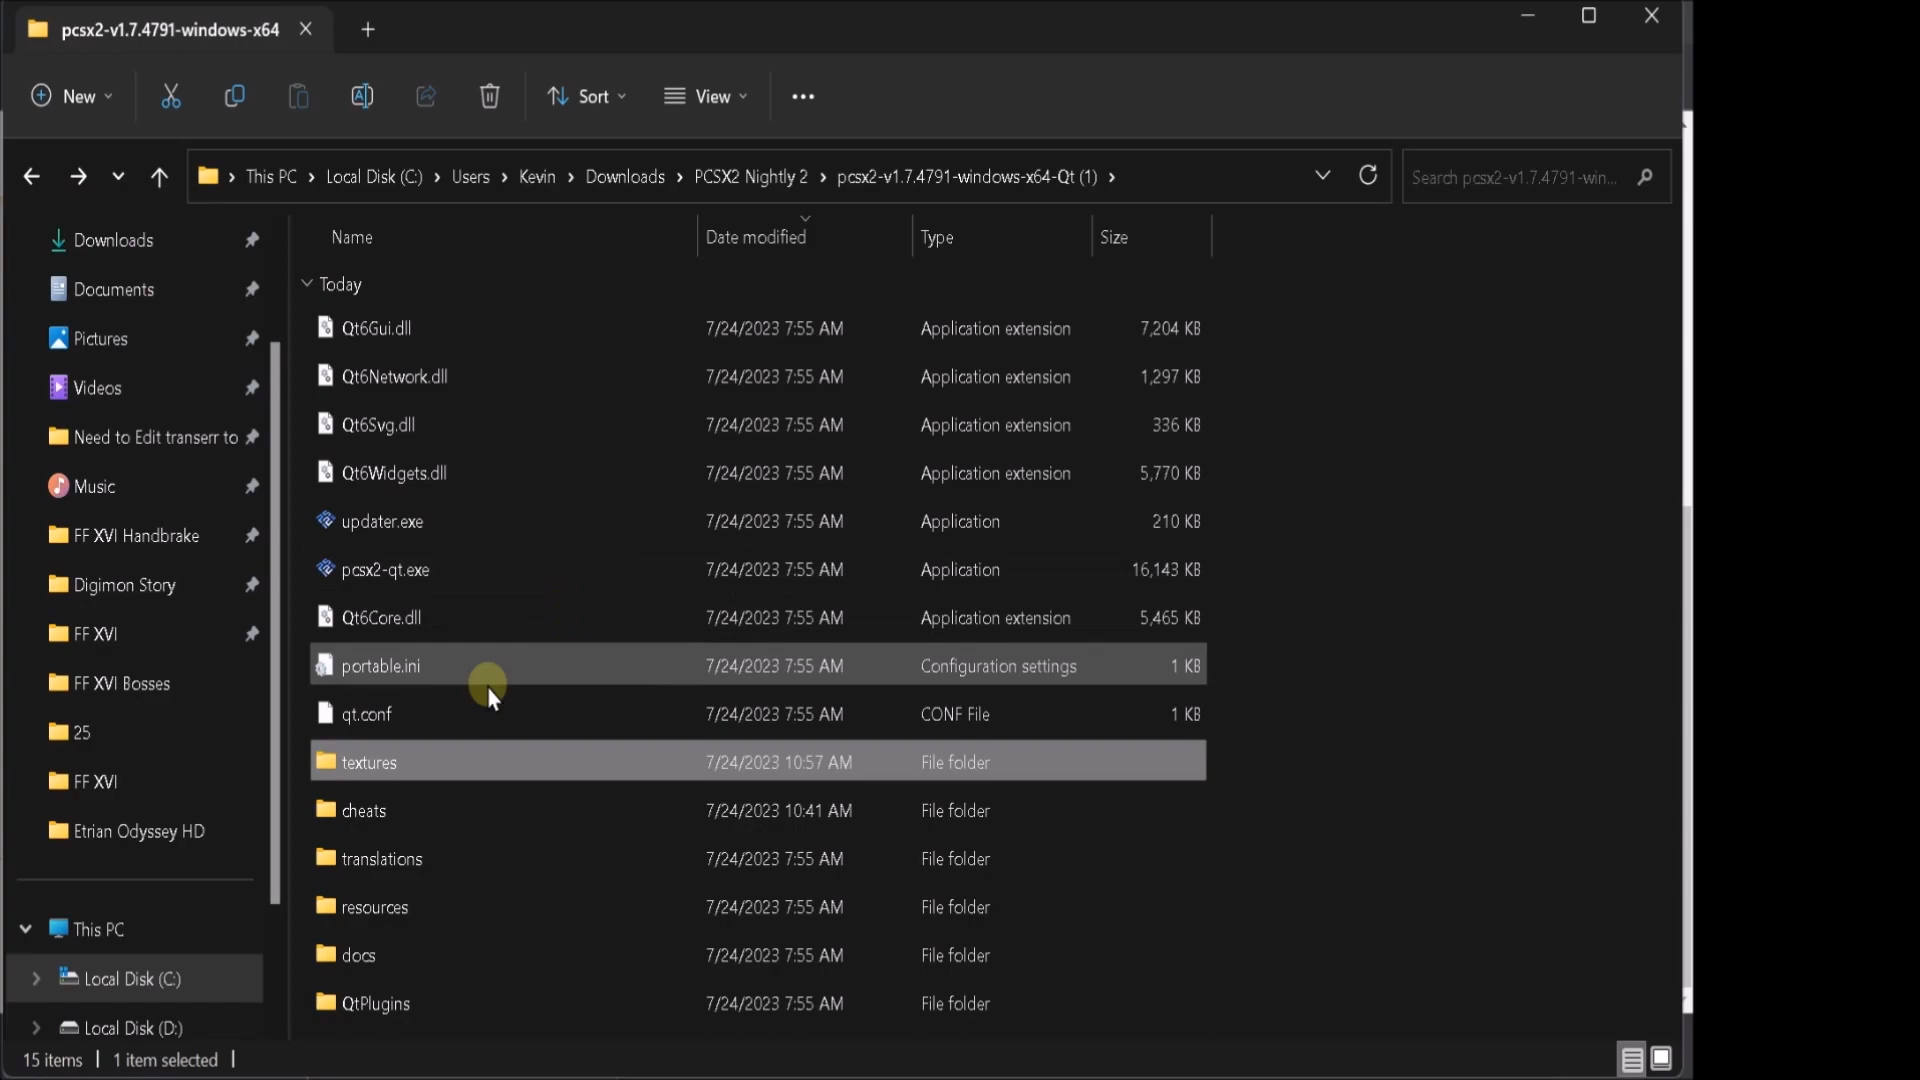 pcsx2-v1.7.4791-windows-x64
New
Sort
View
This PC
Local Disk (C:)
Users
Kevin
Downloads
PCSX2 Nightly 2
pcsx2-v1.7.4791-windows-x64-Qt (1)
Search pcsx2-v1.7.4791-win...
Downloads
Documents
Pictures
Videos
Need to Edit transerr to
Music
FF XVI Handbrake
Digimon Story
FF XVI
FF XVI Bosses
25
FF XVI
Etrian Odyssey HD
This PC
Local Disk (C:)
Local Disk (D:)
Name Date modified Type Size
Today
Qt6Gui.dll 7/24/2023 7:55 AM Application extension 7,204 KB
Qt6Network.dll 7/24/2023 7:55 AM Application extension 1,297 KB
Qt6Svg.dll 7/24/2023 7:55 AM Application extension 336 KB
Qt6Widgets.dll 7/24/2023 7:55 AM Application extension 5,770 KB
updater.exe 7/24/2023 7:55 AM Application 210 KB
pcsx2-qt.exe 7/24/2023 7:55 AM Application 16,143 KB
Qt6Core.dll 7/24/2023 7:55 AM Application extension 5,465 KB
portable.ini 7/24/2023 7:55 AM Configuration settings 1 KB
qt.conf 7/24/2023 7:55 AM CONF File 1 KB
textures 7/24/2023 10:57 AM File folder
cheats 7/24/2023 10:41 AM File folder
translations 7/24/2023 7:55 AM File folder
resources 7/24/2023 7:55 AM File folder
docs 7/24/2023 7:55 AM File folder
QtPlugins 7/24/2023 7:55 AM File folder
15 items
1 item selected